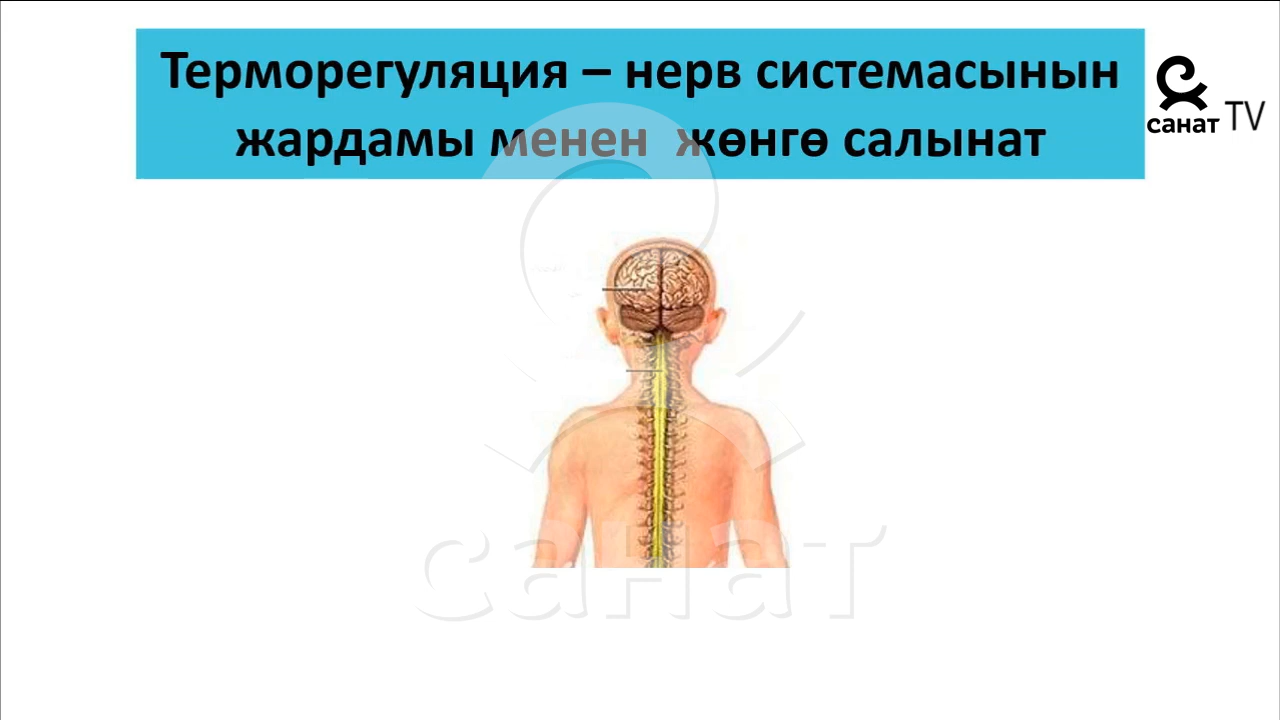 Терморегуляция – нерв системасынын
жардамы менен жөнгө салынат
санат TV
санат